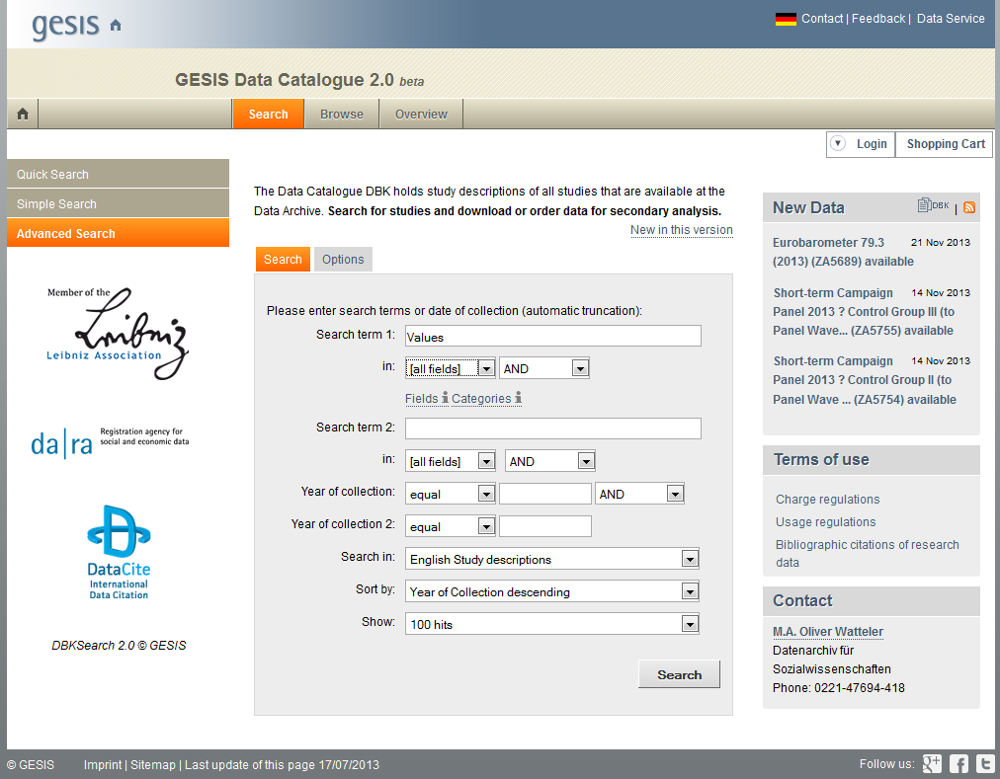 gesis
Contact | Feedback | Data Service
GESIS Data Catalogue 2.0 beta
Search
Browse
Overview
Login
Shopping Cart
Quick Search
Simple Search
Advanced Search
Member of the
Leibniz
Leibniz Association
da|ra
Registration agency for
social and economic data
DataCite
International
Data Citation
DBKSearch 2.0 © GESIS
The Data Catalogue DBK holds study descriptions of all studies that are available at the
Data Archive. Search for studies and download or order data for secondary analysis.
New in this version
Search
Options
Please enter search terms or date of collection (automatic truncation):
Search term 1: Values
in: [all fields] AND
Fields Categories
Search term 2:
in: [all fields] AND
Year of collection: equal AND
Year of collection 2: equal
Search in: English Study descriptions
Sort by: Year of Collection descending
Show: 100 hits
Search
New Data DBK |
Eurobarometer 79.3 21 Nov 2013
(2013) (ZA5689) available
Short-term Campaign 14 Nov 2013
Panel 2013 ? Control Group III (to
Panel Wave... (ZA5755) available
Short-term Campaign 14 Nov 2013
Panel 2013 ? Control Group II (to
Panel Wave ... (ZA5754) available
Terms of use
Charge regulations
Usage regulations
Bibliographic citations of research
data
Contact
M.A. Oliver Watteler
Datenarchiv für
Sozialwissenschaften
Phone: 0221-47694-418
© GESIS Imprint | Sitemap | Last update of this page 17/07/2013
Follow us: